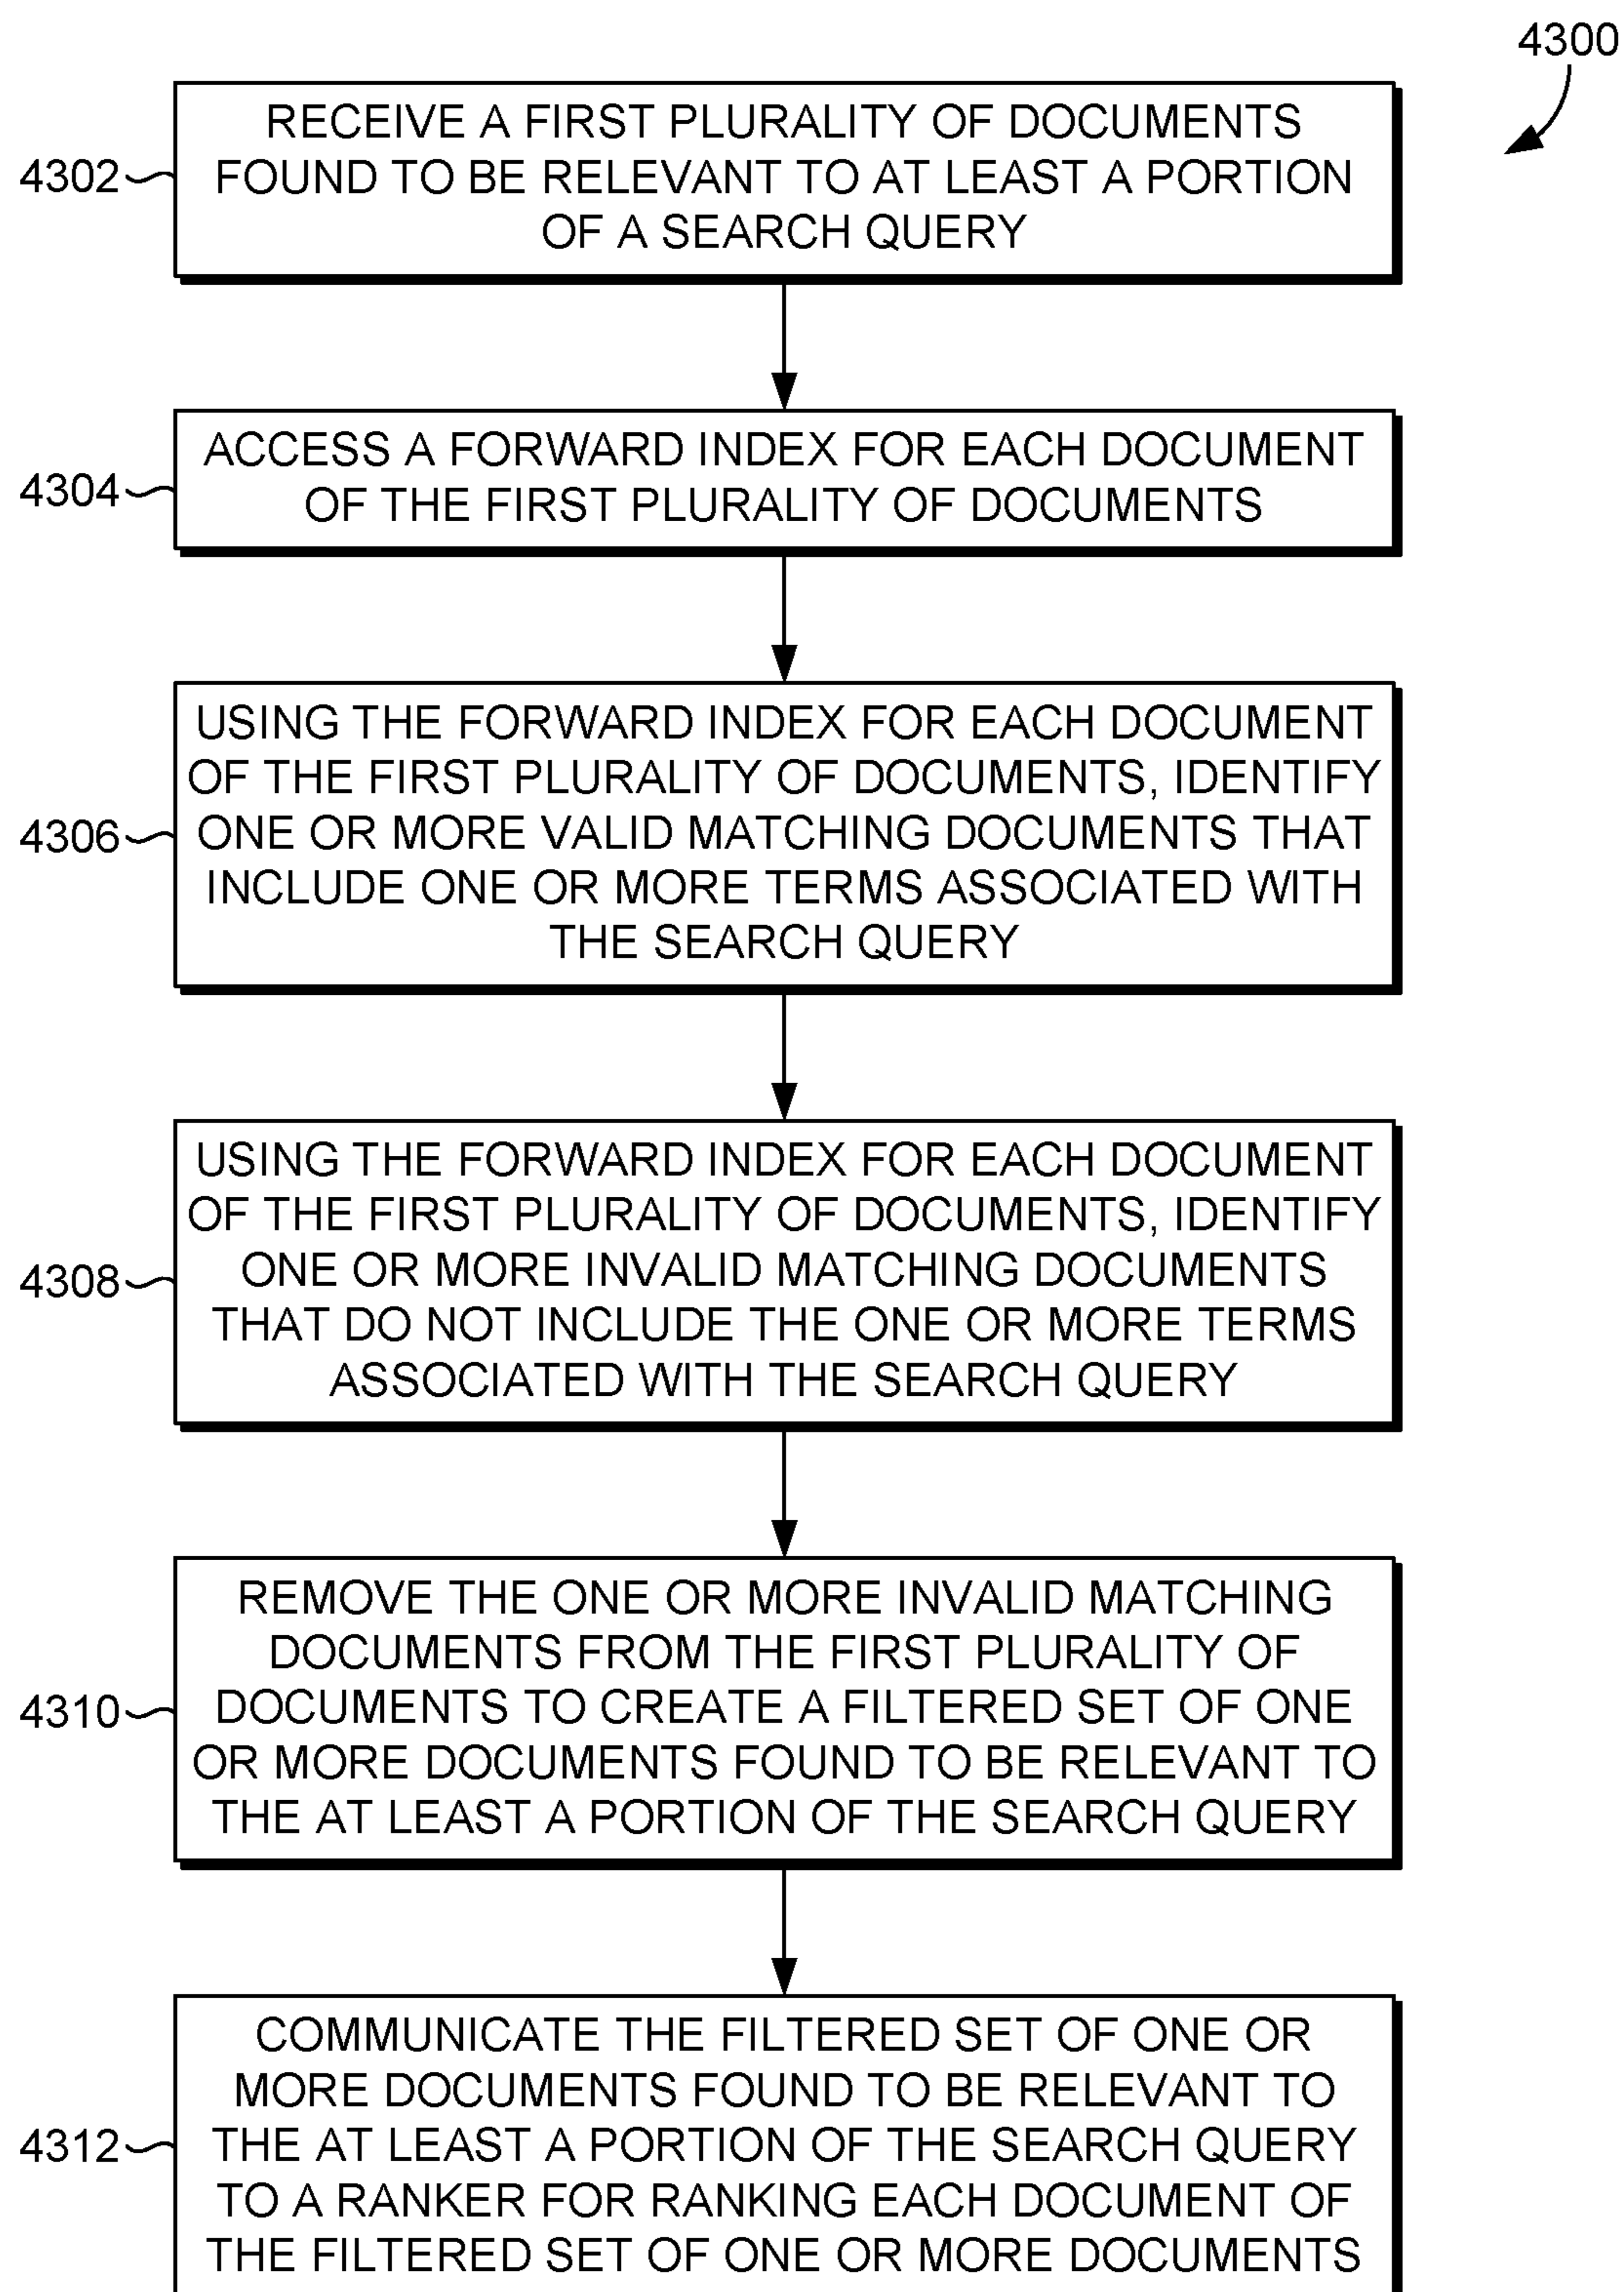 4300
RECEIVE A FIRST PLURALITY OF DOCUMENTS
4302 FOUND TO BE RELEVANT TO AT LEAST A PORTION
OF A SEARCH QUERY
ACCESS A FORWARD INDEX FOR EACH DOCUMENT
4304
OF THE FIRST PLURALITY OF DOCUMENTS
USING THE FORWARD INDEX FOR EACH DOCUMENT
OF THE FIRST PLURALITY OF DOCUMENTS, IDENTIFY
4306 ONE OR MORE VALID MATCHING DOCUMENTS THAT
INCLUDE ONE OR MORE TERMS ASSOCIATED WITH
THE SEARCH QUERY
USING THE FORWARD INDEX FOR EACH DOCUMENT
OF THE FIRST PLURALITY OF DOCUMENTS, IDENTIFY
4308 ONE OR MORE INVALID MATCHING DOCUMENTS
THAT DO NOT INCLUDE THE ONE OR MORE TERMS
ASSOCIATED WITH THE SEARCH QUERY
REMOVE THE ONE OR MORE INVALID MATCHING
DOCUMENTS FROM THE FIRST PLURALITY OF
4310 DOCUMENTS TO CREATE A FILTERED SET OF ONE
OR MORE DOCUMENTS FOUND TO BE RELEVANT TO
THE AT LEAST A PORTION OF THE SEARCH QUERY
COMMUNICATE THE FILTERED SET OF ONE OR
MORE DOCUMENTS FOUND TO BE RELEVANT TO
4312 THE AT LEAST A PORTION OF THE SEARCH QUERY
TO A RANKER FOR RANKING EACH DOCUMENT OF
THE FILTERED SET OF ONE OR MORE DOCUMENTS